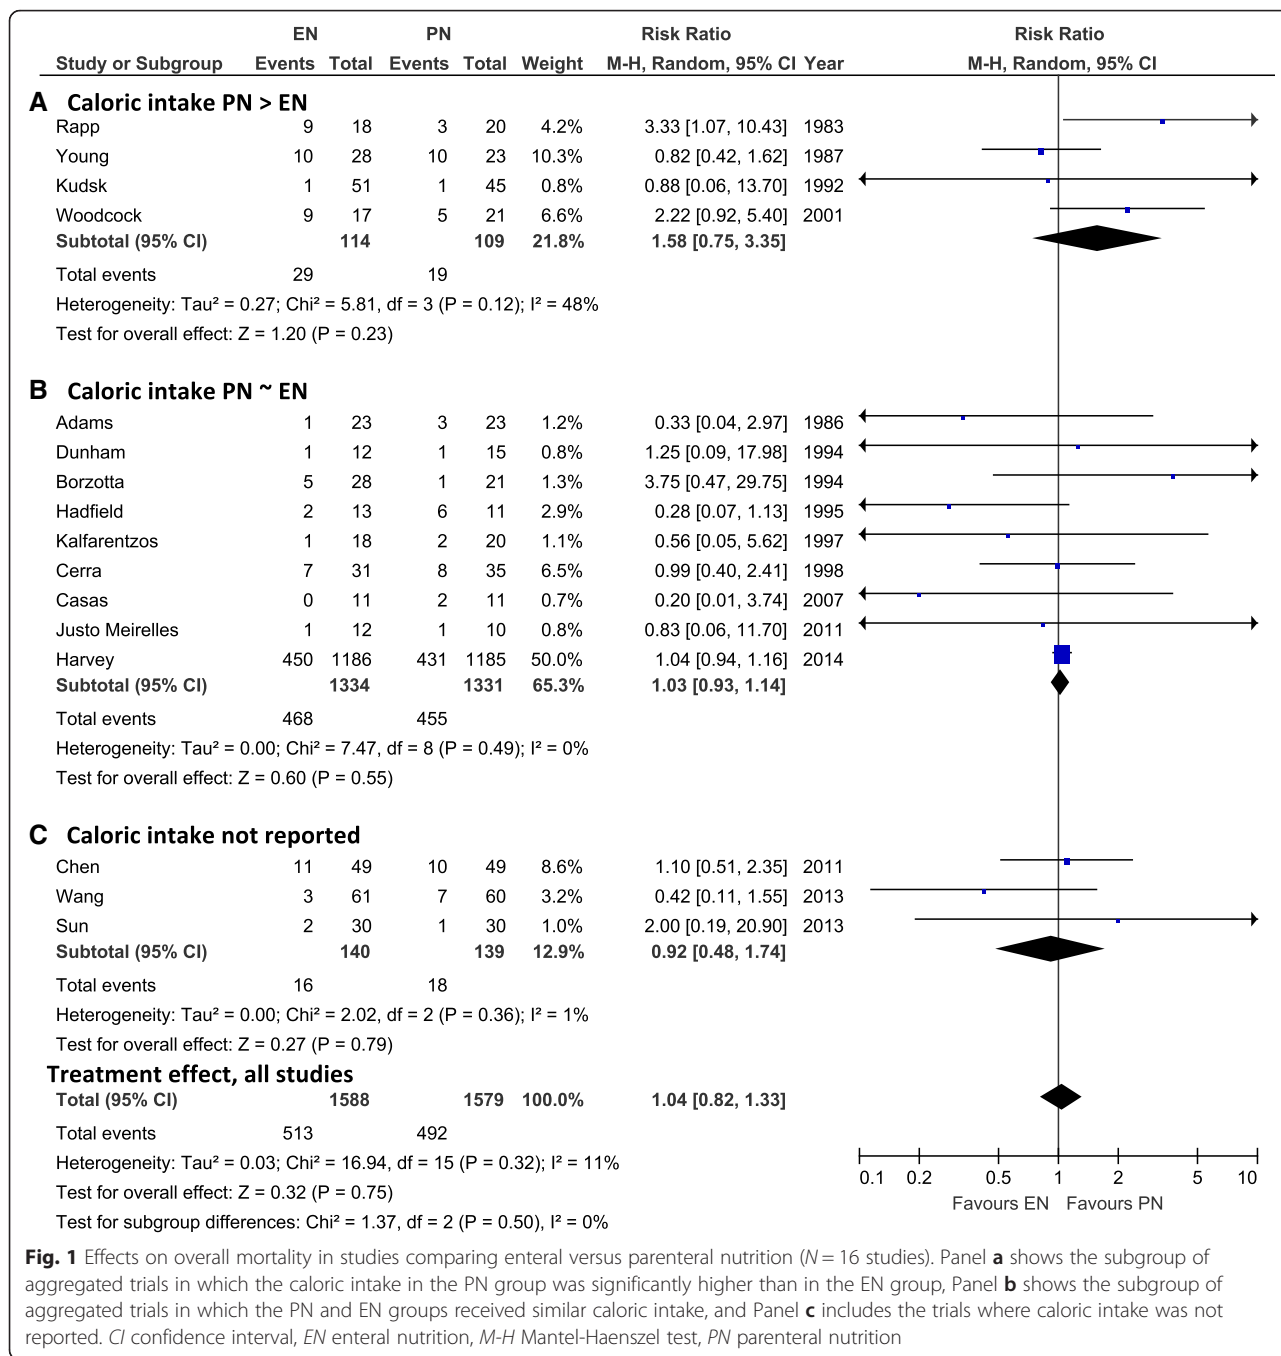 EN PN Risk Ratio Risk Ratio
Study or Subgroup Events Total Events Total Weight M-H, Random, 95% CI Year M-H, Random, 95% CI
A Caloric intake PN > EN
Rapp 9 18 3 20 4.2% 3.33 [1.07, 10.43] 1983
Young 10 28 10 23 10.3% 0.82 [0.42, 1.62] 1987
Kudsk 1 51 1 45 0.8% 0.88 [0.06, 13.70] 1992
Woodcock 9 17 5 21 6.6% 2.22 [0.92, 5.40] 2001
Subtotal (95% CI) 114 109 21.8% 1.58 [0.75, 3.35]
Total events 29 19
Heterogeneity: Tau² = 0.27; Chi² = 5.81, df = 3 (P = 0.12); I² = 48%
Test for overall effect: Z = 1.20 (P = 0.23)
B Caloric intake PN ~ EN
Adams 1 23 3 23 1.2% 0.33 [0.04, 2.97] 1986
Dunham 1 12 1 15 0.8% 1.25 [0.09, 17.98] 1994
Borzotta 5 28 1 21 1.3% 3.75 [0.47, 29.75] 1994
Hadfield 2 13 6 11 2.9% 0.28 [0.07, 1.13] 1995
Kalfarentzos 1 18 2 20 1.1% 0.56 [0.05, 5.62] 1997
Cerra 7 31 8 35 6.5% 0.99 [0.40, 2.41] 1998
Casas 0 11 2 11 0.7% 0.20 [0.01, 3.74] 2007
Justo Meirelles 1 12 1 10 0.8% 0.83 [0.06, 11.70] 2011
Harvey 450 1186 431 1185 50.0% 1.04 [0.94, 1.16] 2014
Subtotal (95% CI) 1334 1331 65.3% 1.03 [0.93, 1.14]
Total events 468 455
Heterogeneity: Tau² = 0.00; Chi² = 7.47, df = 8 (P = 0.49); I² = 0%
Test for overall effect: Z = 0.60 (P = 0.55)
C Caloric intake not reported
Chen 11 49 10 49 8.6% 1.10 [0.51, 2.35] 2011
Wang 3 61 7 60 3.2% 0.42 [0.11, 1.55] 2013
Sun 2 30 1 30 1.0% 2.00 [0.19, 20.90] 2013
Subtotal (95% CI) 140 139 12.9% 0.92 [0.48, 1.74]
Total events 16 18
Heterogeneity: Tau² = 0.00; Chi² = 2.02, df = 2 (P = 0.36); I² = 1%
Test for overall effect: Z = 0.27 (P = 0.79)
Treatment effect, all studies
Total (95% CI) 1588 1579 100.0% 1.04 [0.82, 1.33]
Total events 513 492
Heterogeneity: Tau² = 0.03; Chi² = 16.94, df = 15 (P = 0.32); I² = 11%
Test for overall effect: Z = 0.32 (P = 0.75)
Test for subgroup differences: Chi² = 1.37, df = 2 (P = 0.50), I² = 0%
0.1 0.2 0.5 1 2 5 10
Favours EN Favours PN
Fig. 1 Effects on overall mortality in studies comparing enteral versus parenteral nutrition (N = 16 studies). Panel a shows the subgroup of
aggregated trials in which the caloric intake in the PN group was significantly higher than in the EN group, Panel b shows the subgroup of
aggregated trials in which the PN and EN groups received similar caloric intake, and Panel c includes the trials where caloric intake was not
reported. CI confidence interval, EN enteral nutrition, M-H Mantel-Haenszel test, PN parenteral nutrition